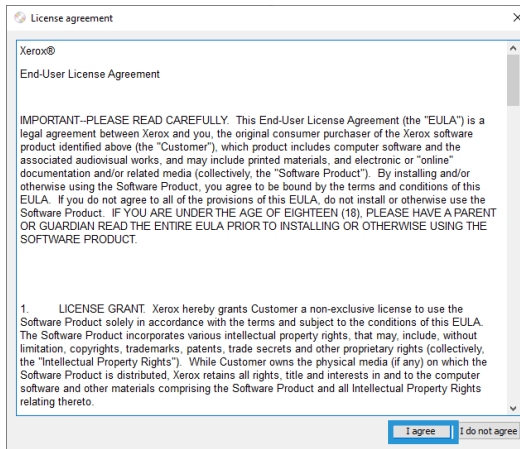 License agreement
Xerox®
End-User License Agreement
IMPORTANT--PLEASE READ CAREFULLY. This End-User License Agreement (the "EULA") is a
legal agreement between Xerox and you, the original consumer purchaser of the Xerox software
product identified above (the "Customer"), which product includes computer software and the
associated audiovisual works, and may include printed materials, and electronic or "online"
documentation and/or related media (collectively, the "Software Product"). By installing and/or
otherwise using the Software Product, you agree to be bound by the terms and conditions of this
EULA. If you do not agree to all of the provisions of this EULA, do not install or otherwise use the
Software Product. IF YOU ARE UNDER THE AGE OF EIGHTEEN (18), PLEASE HAVE A PARENT
OR GUARDIAN READ THE ENTIRE EULA PRIOR TO INSTALLING OR OTHERWISE USING THE
SOFTWARE PRODUCT.
1. LICENSE GRANT. Xerox hereby grants Customer a non-exclusive license to use the
Software Product solely in accordance with the terms and subject to the conditions of this EULA.
The Software Product incorporates various intellectual property rights, that may, include, without
limitation, copyrights, trademarks, patents, trade secrets and other proprietary rights (collectively,
the "Intellectual Property Rights"). While Customer owns the physical media (if any) on which the
Software Product is distributed, Xerox retains all rights, title and interests in and to the computer
software and other materials comprising the Software Product and all Intellectual Property Rights
relating thereto.
I agree I do not agree